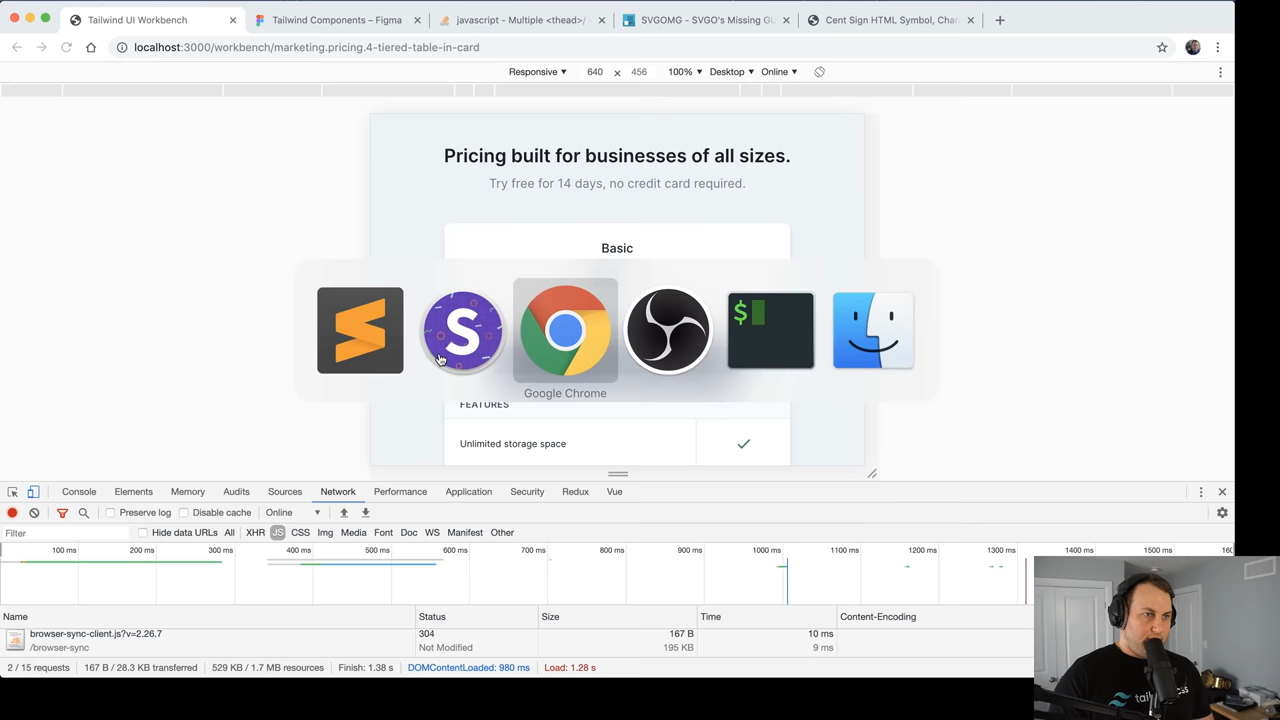 Tailwind UI Workbench
Tailwind Components – Figma
javascript - Multiple <thead>/
SVGOMG - SVGO's Missing GU
Cent Sign HTML Symbol, Char
localhost:3000/workbench/marketing.pricing.4-tiered-table-in-card
Responsive 640 × 456 100% Desktop Online
Pricing built for businesses of all sizes.
Try free for 14 days, no credit card required.
Basic
S
$
Google Chrome
FEATURES
Unlimited storage space
Console Elements Memory Audits Sources Network Performance Application Security Redux Vue
Preserve log Disable cache Online
Filter Hide data URLs All XHR JS CSS Img Media Font Doc WS Manifest Other
100 ms 200 ms 300 ms 400 ms 500 ms 600 ms 700 ms 800 ms 900 ms 1000 ms 1100 ms 1200 ms 1300 ms 1400 ms 1500 ms 160
Name Status Size Time Content-Encoding
browser-sync-client.js?v=2.26.7 304 167 B 10 ms
/browser-sync Not Modified 195 KB 9 ms
2 / 15 requests 167 B / 28.3 KB transferred 529 KB / 1.7 MB resources Finish: 1.38 s DOMContentLoaded: 980 ms Load: 1.28 s